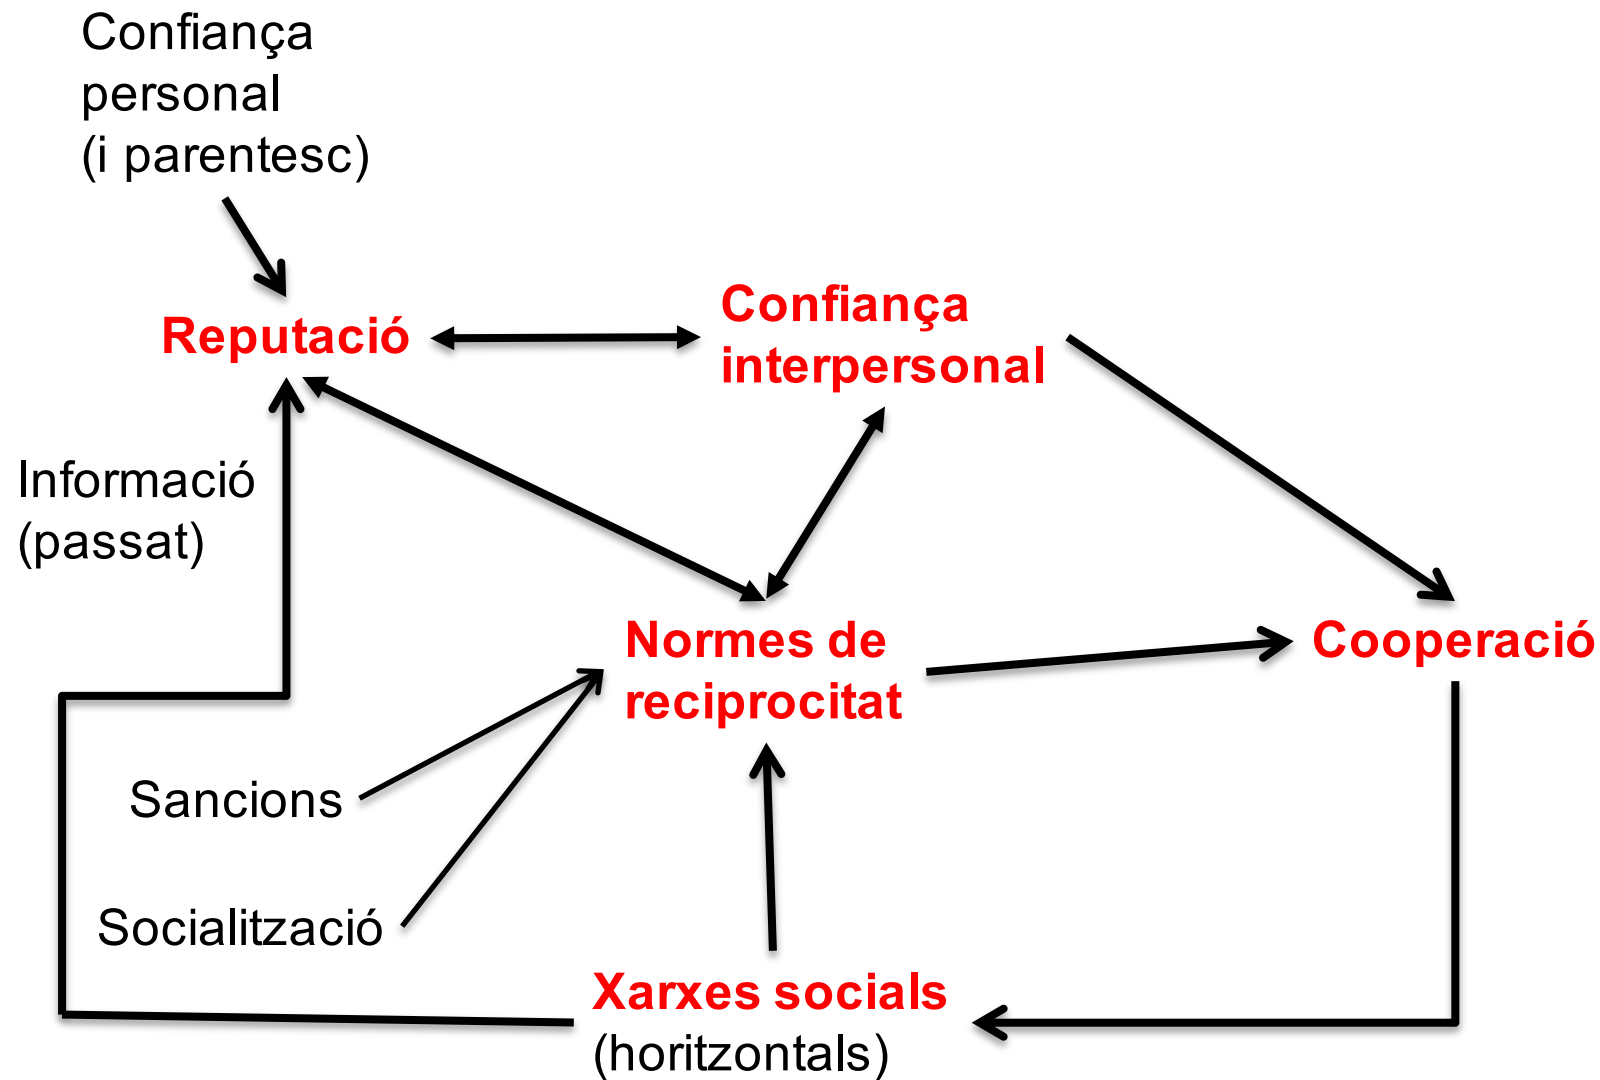 Confiança
personal
(i parentesc)
Reputació
Confiança
interpersonal
Informació
(passat)
Normes de
reciprocitat
Cooperació
Sancions
Socialització
Xarxes socials
(horitzontals)